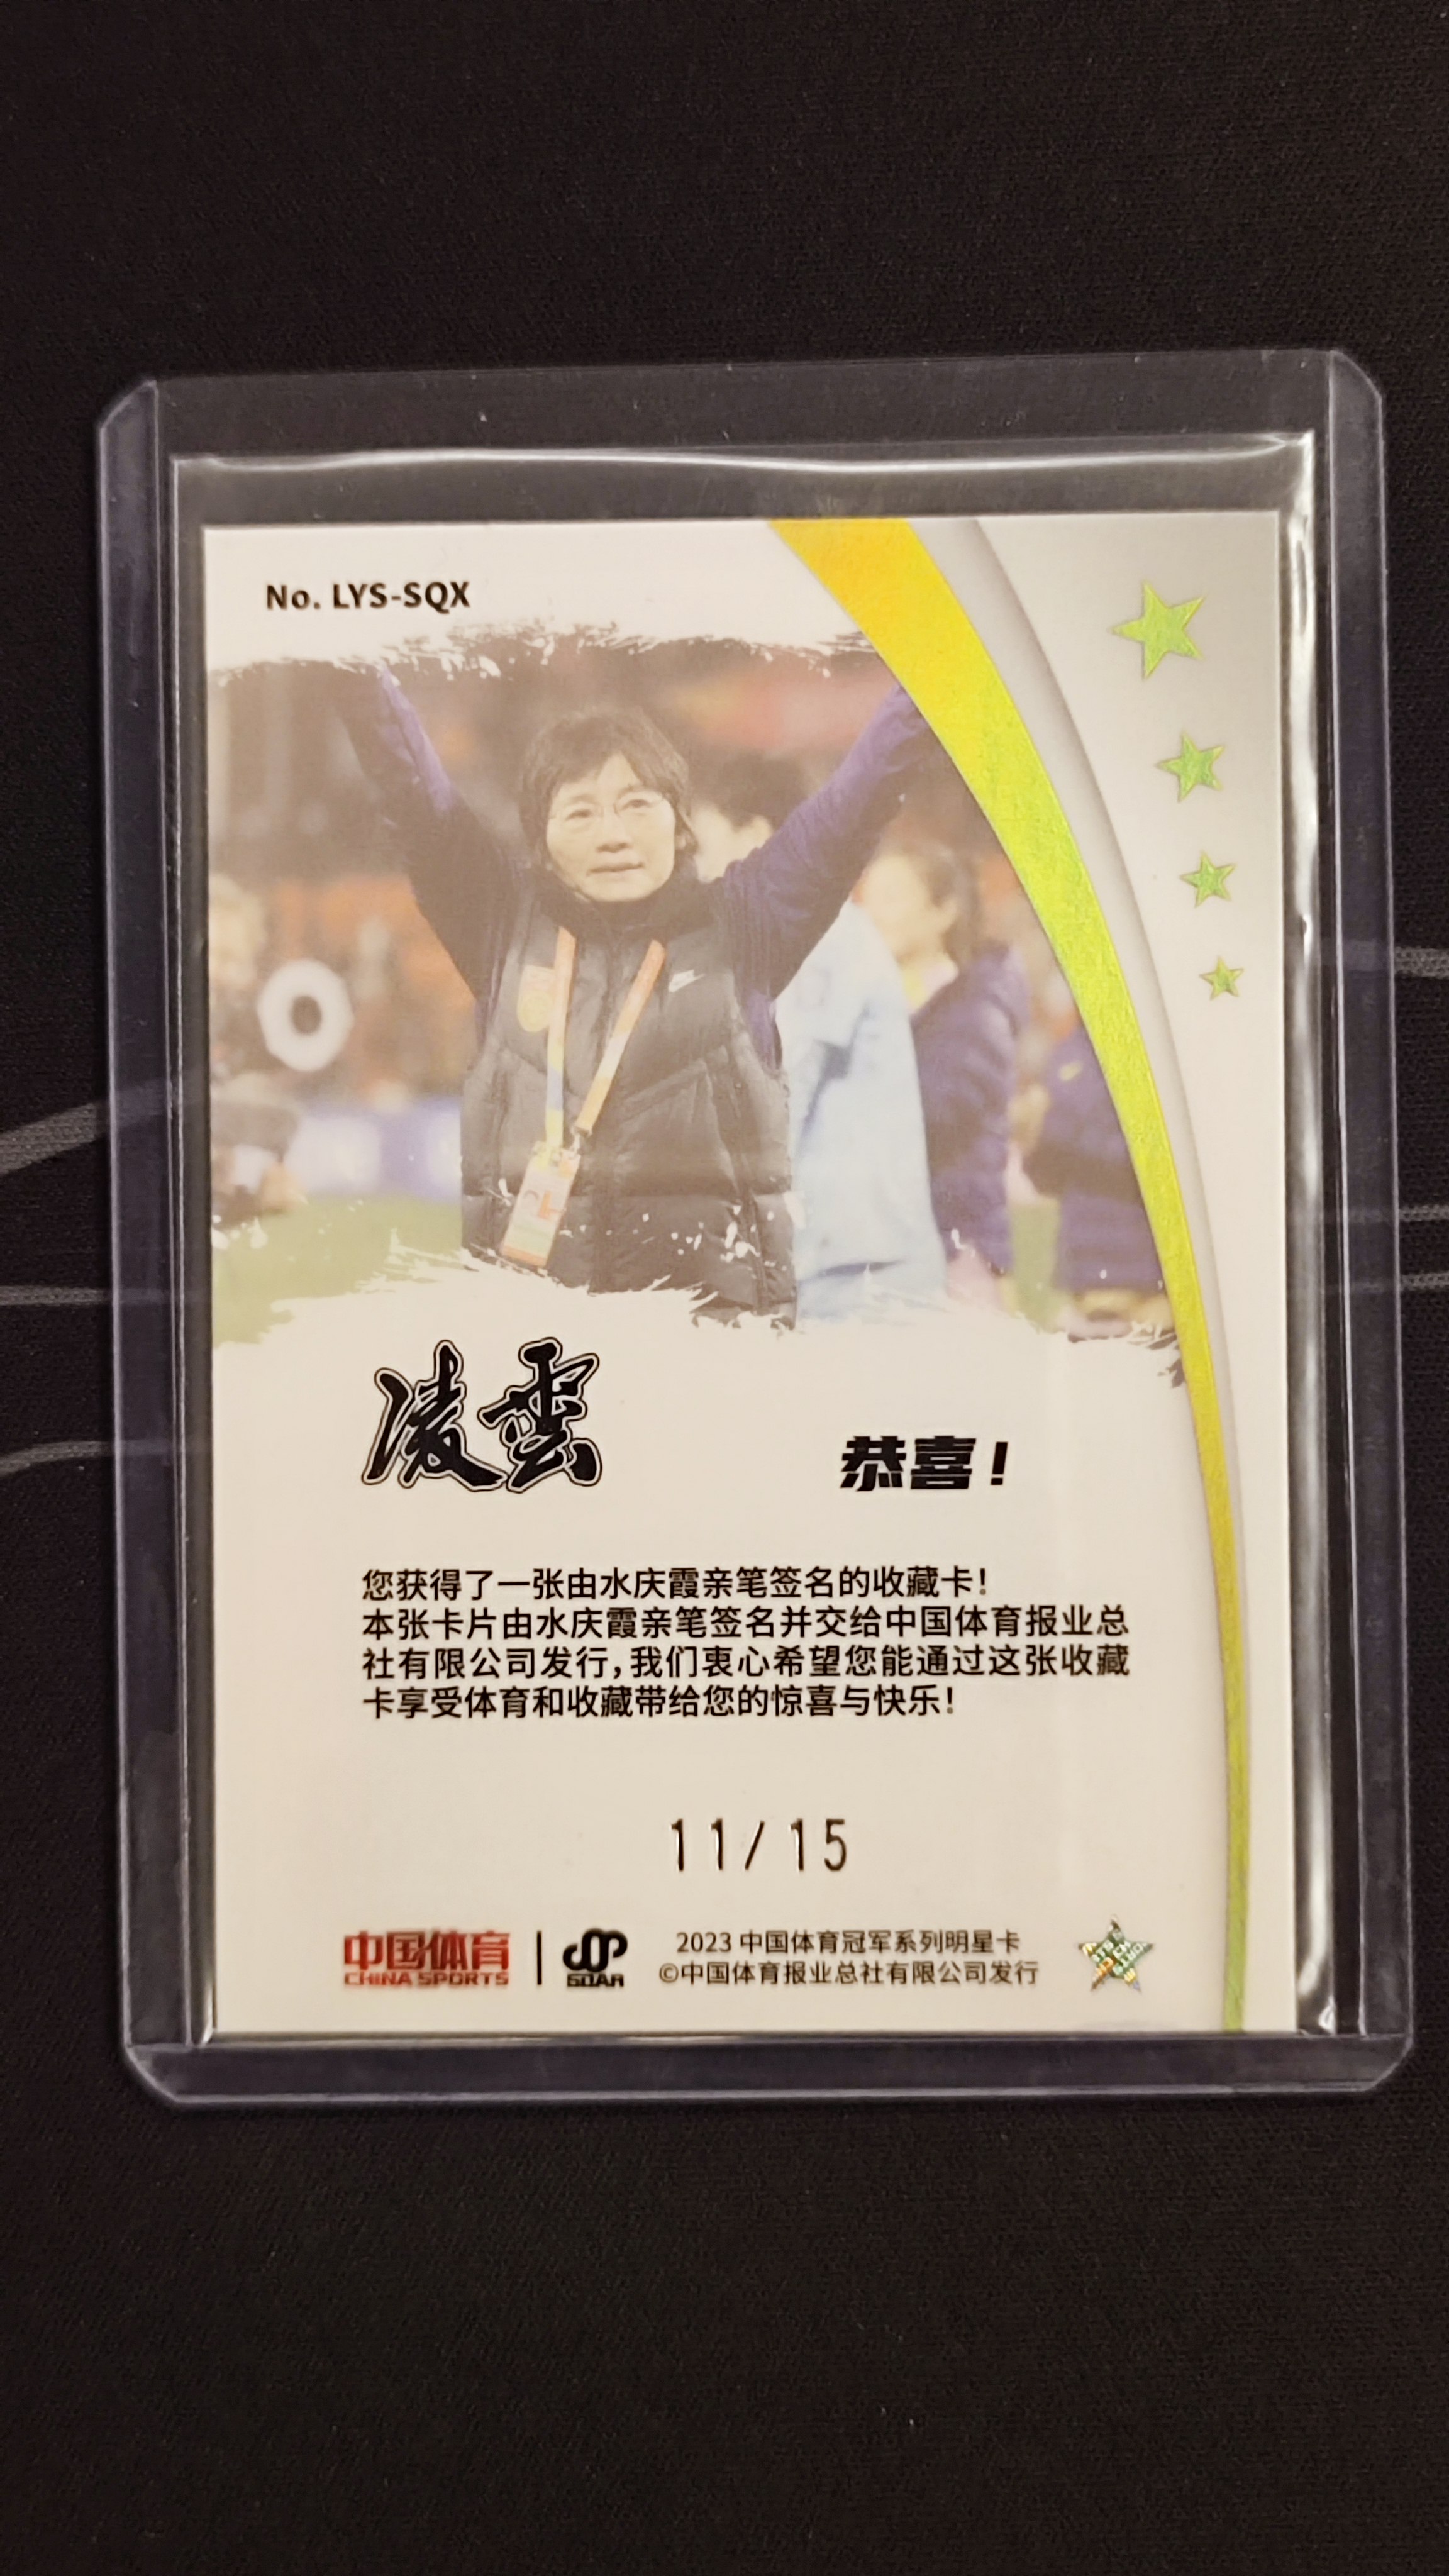 No. LYS-SQX
凌雲
恭喜！
您获得了一张由水庆霞亲笔签名的收藏卡！
本张卡片由水庆霞亲笔签名并交给中国体育报业总
社有限公司发行，我们衷心希望您能通过这张收藏
卡享受体育和收藏带给您的惊喜与快乐！
11/15
中国体育
CHINA SPORTS
SOAR
2023 中国体育冠军系列明星卡
©中国体育报业总社有限公司发行